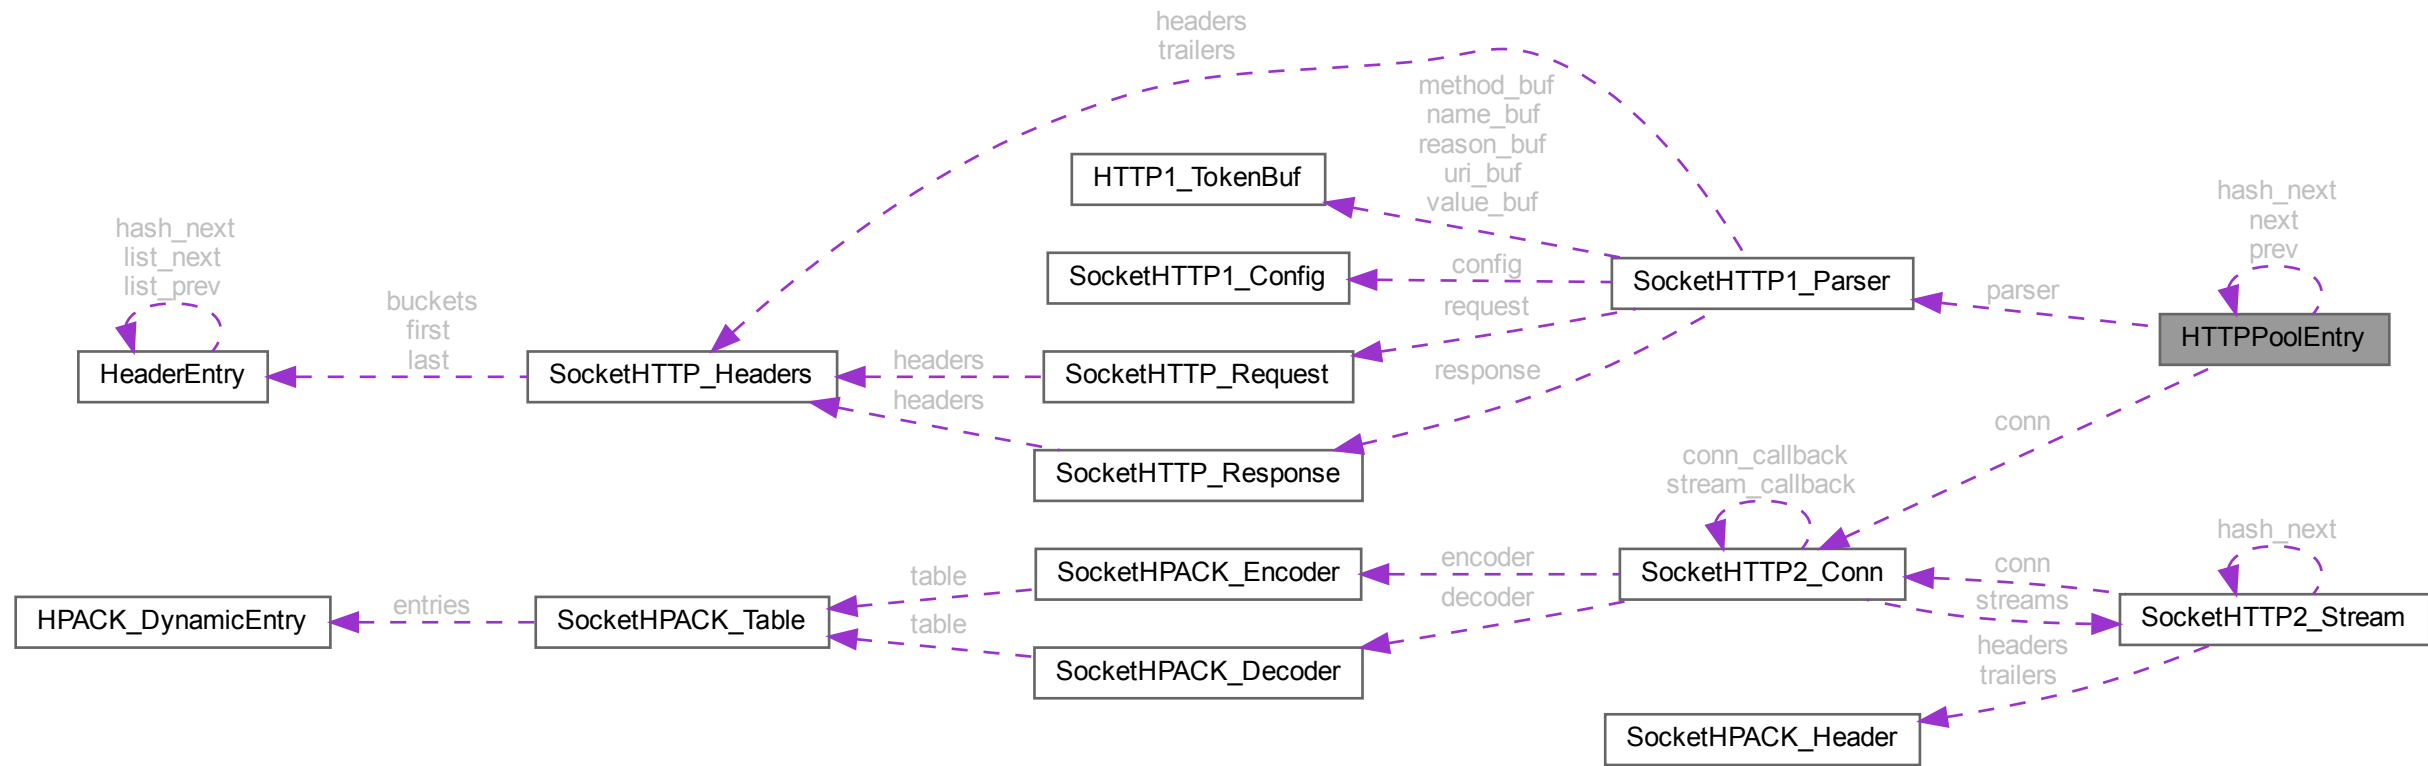 headers
trailers
method_buf
name_buf
reason_buf
uri_buf
value_buf
HTTP1_TokenBuf
hash_next
next
prev
hash_next
list_next
list_prev
SocketHTTP1_Config
config
SocketHTTP1_Parser
parser
buckets
first
last
request
HTTPPoolEntry
HeaderEntry
SocketHTTP_Headers
headers
SocketHTTP_Request
response
headers
conn
SocketHTTP_Response
conn_callback
stream_callback
hash_next
table
SocketHPACK_Encoder
encoder
SocketHTTP2_Conn
conn
HPACK_DynamicEntry
entries
SocketHPACK_Table
decoder
streams
SocketHTTP2_Stream
table
SocketHPACK_Decoder
headers
trailers
SocketHPACK_Header